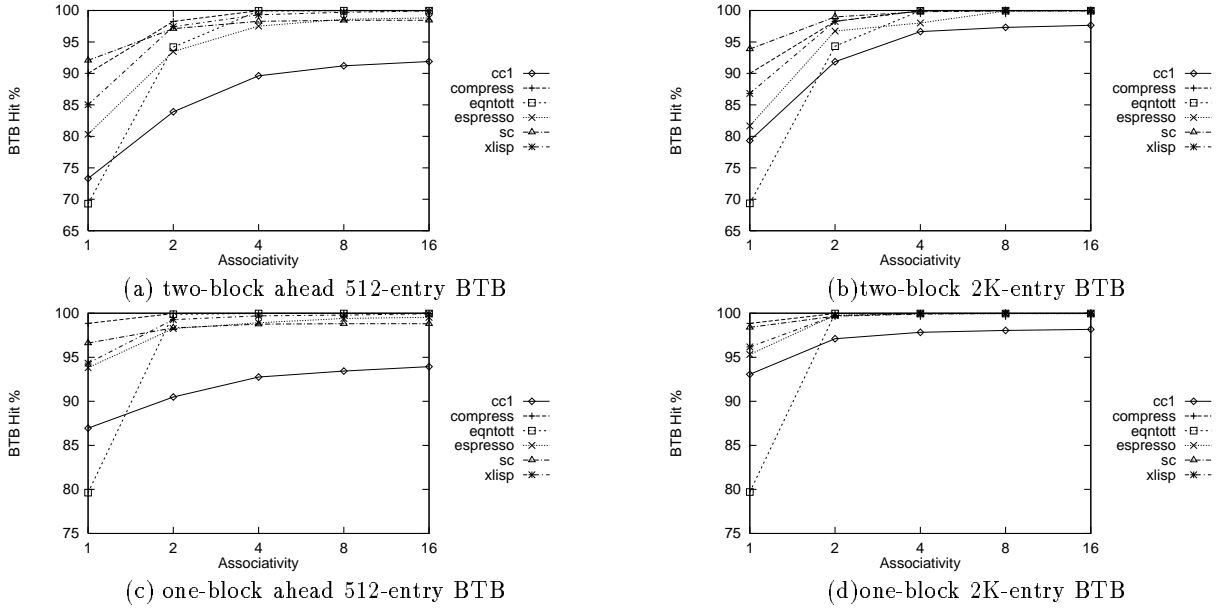 100
95
90
85
80
75
70
65
BTB Hit %
1 2 4 8 16
Associativity
cc1
compress
eqntott
espresso
sc
xlisp
(a) two-block ahead 512-entry BTB
100
95
90
85
80
75
70
65
BTB Hit %
1 2 4 8 16
Associativity
cc1
compress
eqntott
espresso
sc
xlisp
(b)two-block 2K-entry BTB
100
95
90
85
80
75
BTB Hit %
1 2 4 8 16
Associativity
cc1
compress
eqntott
espresso
sc
xlisp
(c) one-block ahead 512-entry BTB
100
95
90
85
80
75
BTB Hit %
1 2 4 8 16
Associativity
cc1
compress
eqntott
espresso
sc
xlisp
(d)one-block 2K-entry BTB